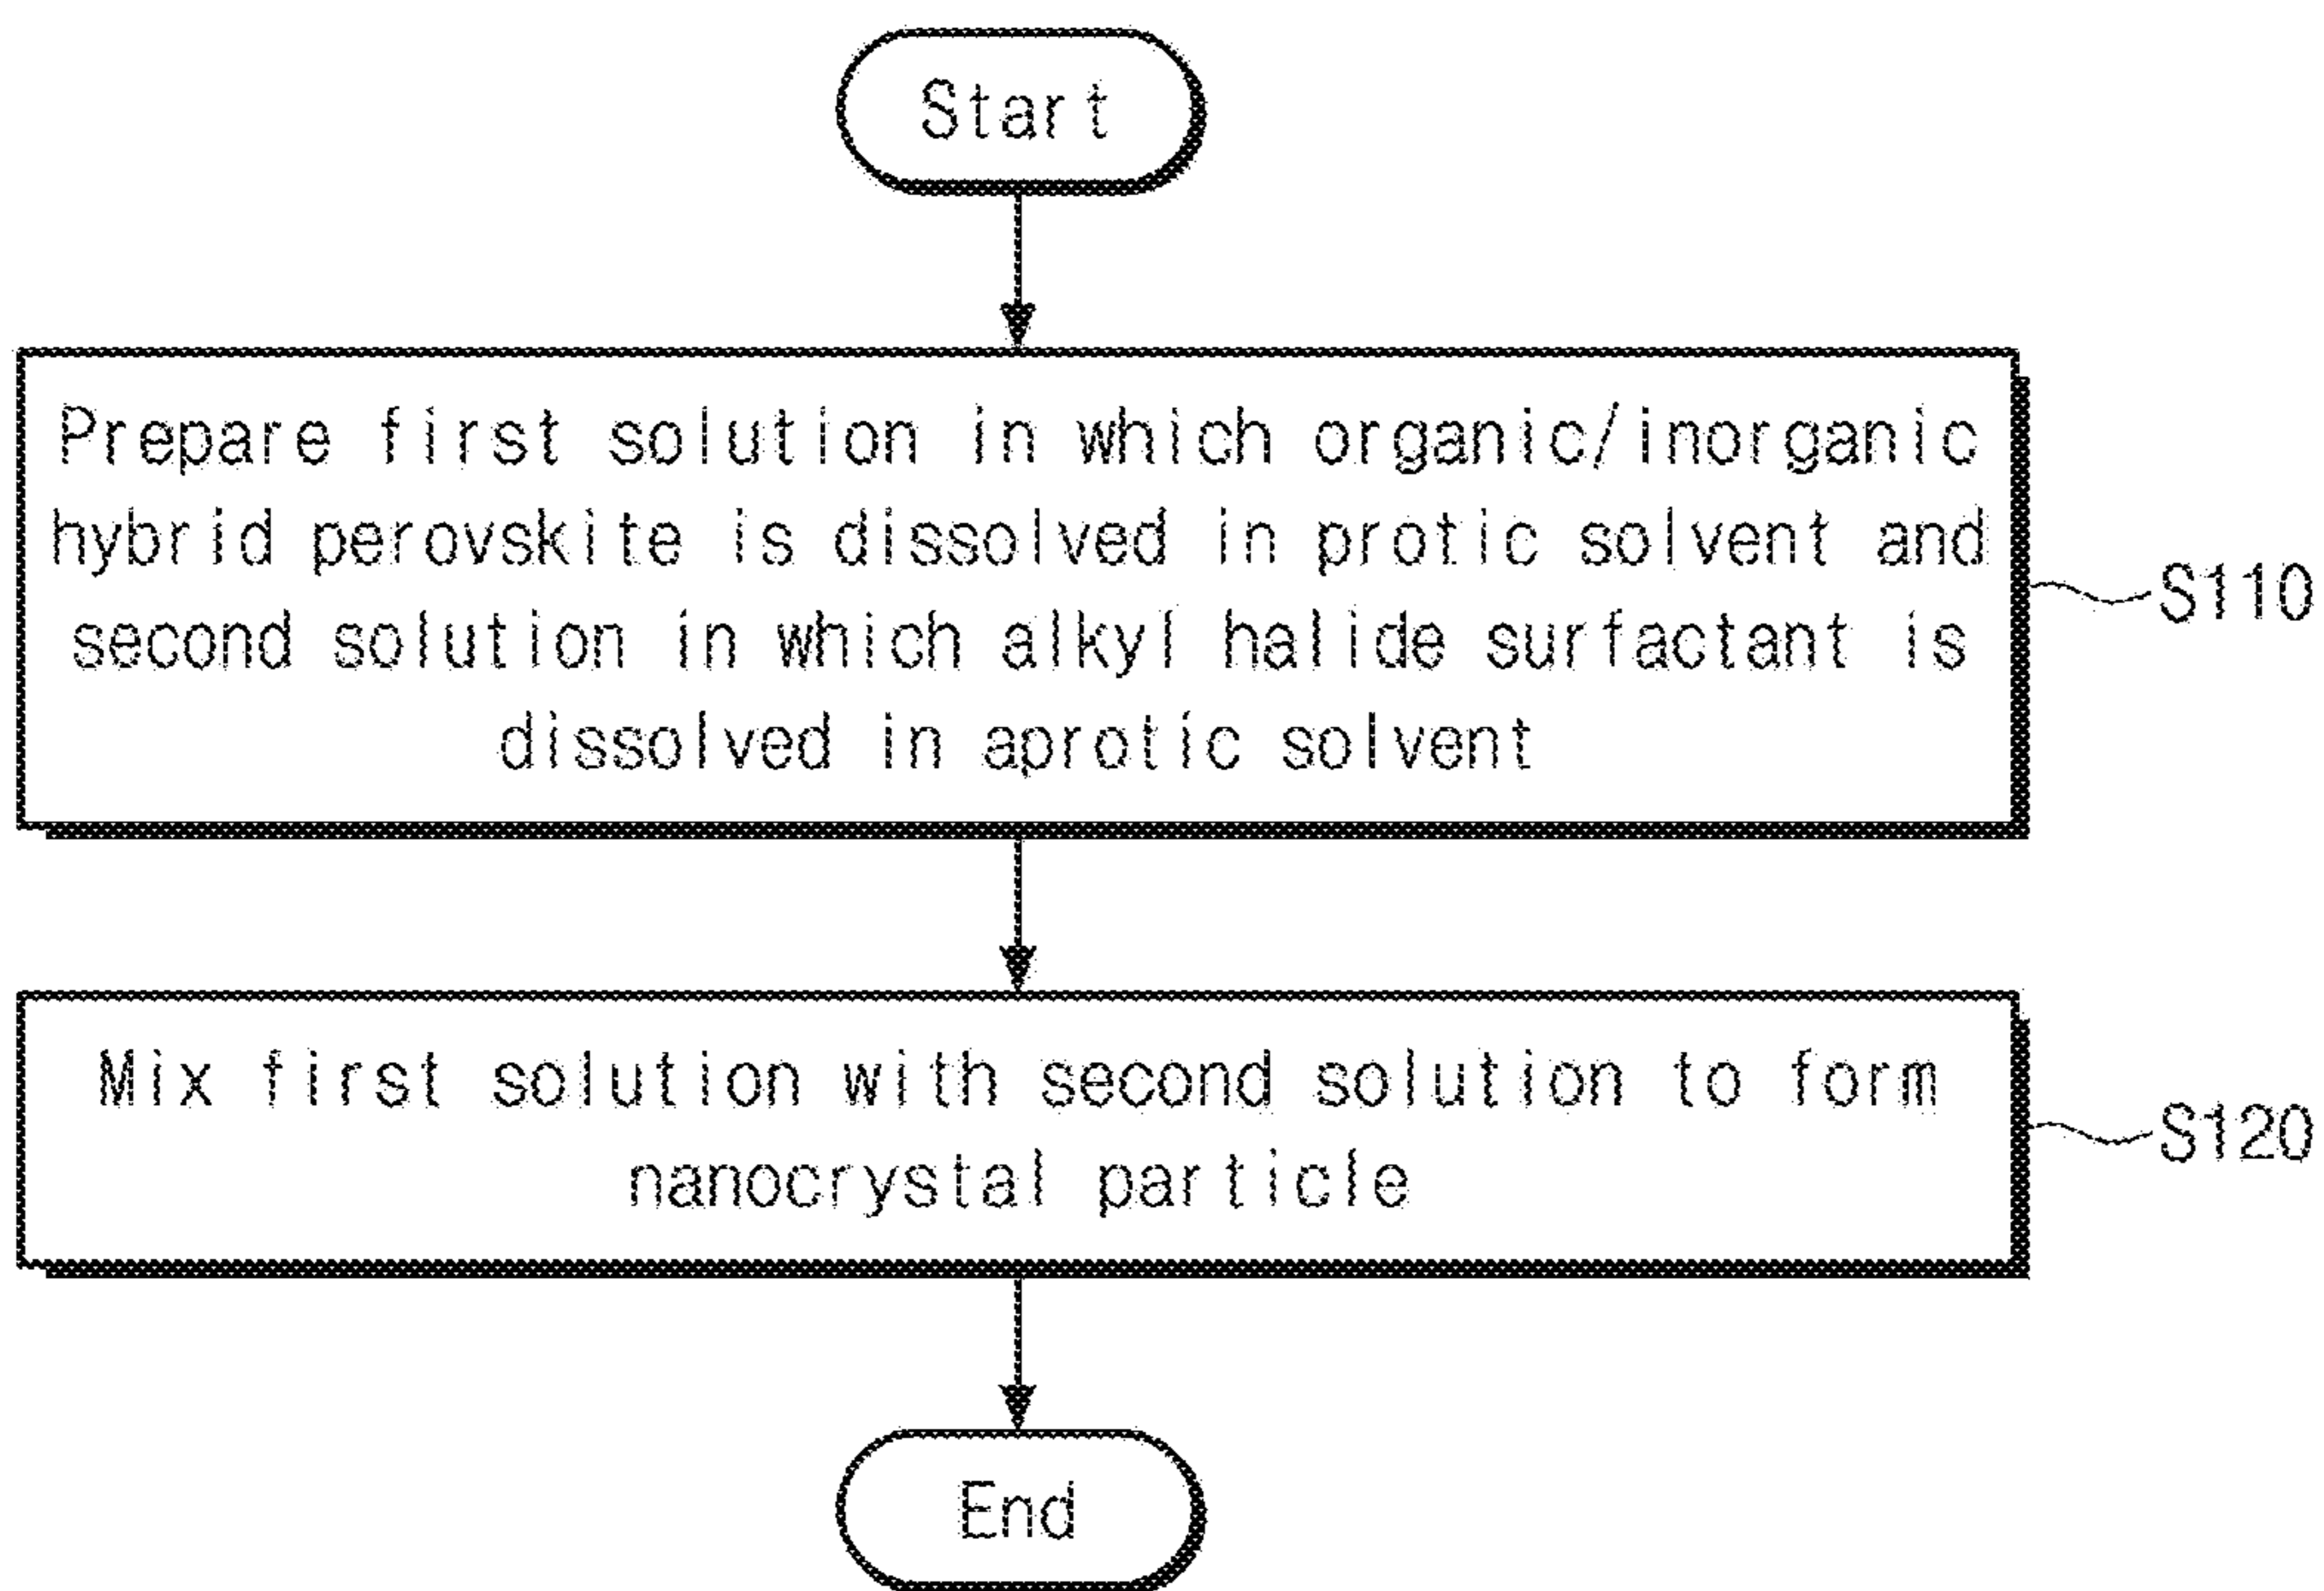 Start
Prepare first solution in which organic/inorganic
hybrid perovskite is dissolved in protic solvent and
second solution in which alkyl halide surfactant is
dissolved in aprotic solvent
S110
Mix first solution with second solution to form
nanocrystal particle
S120
End